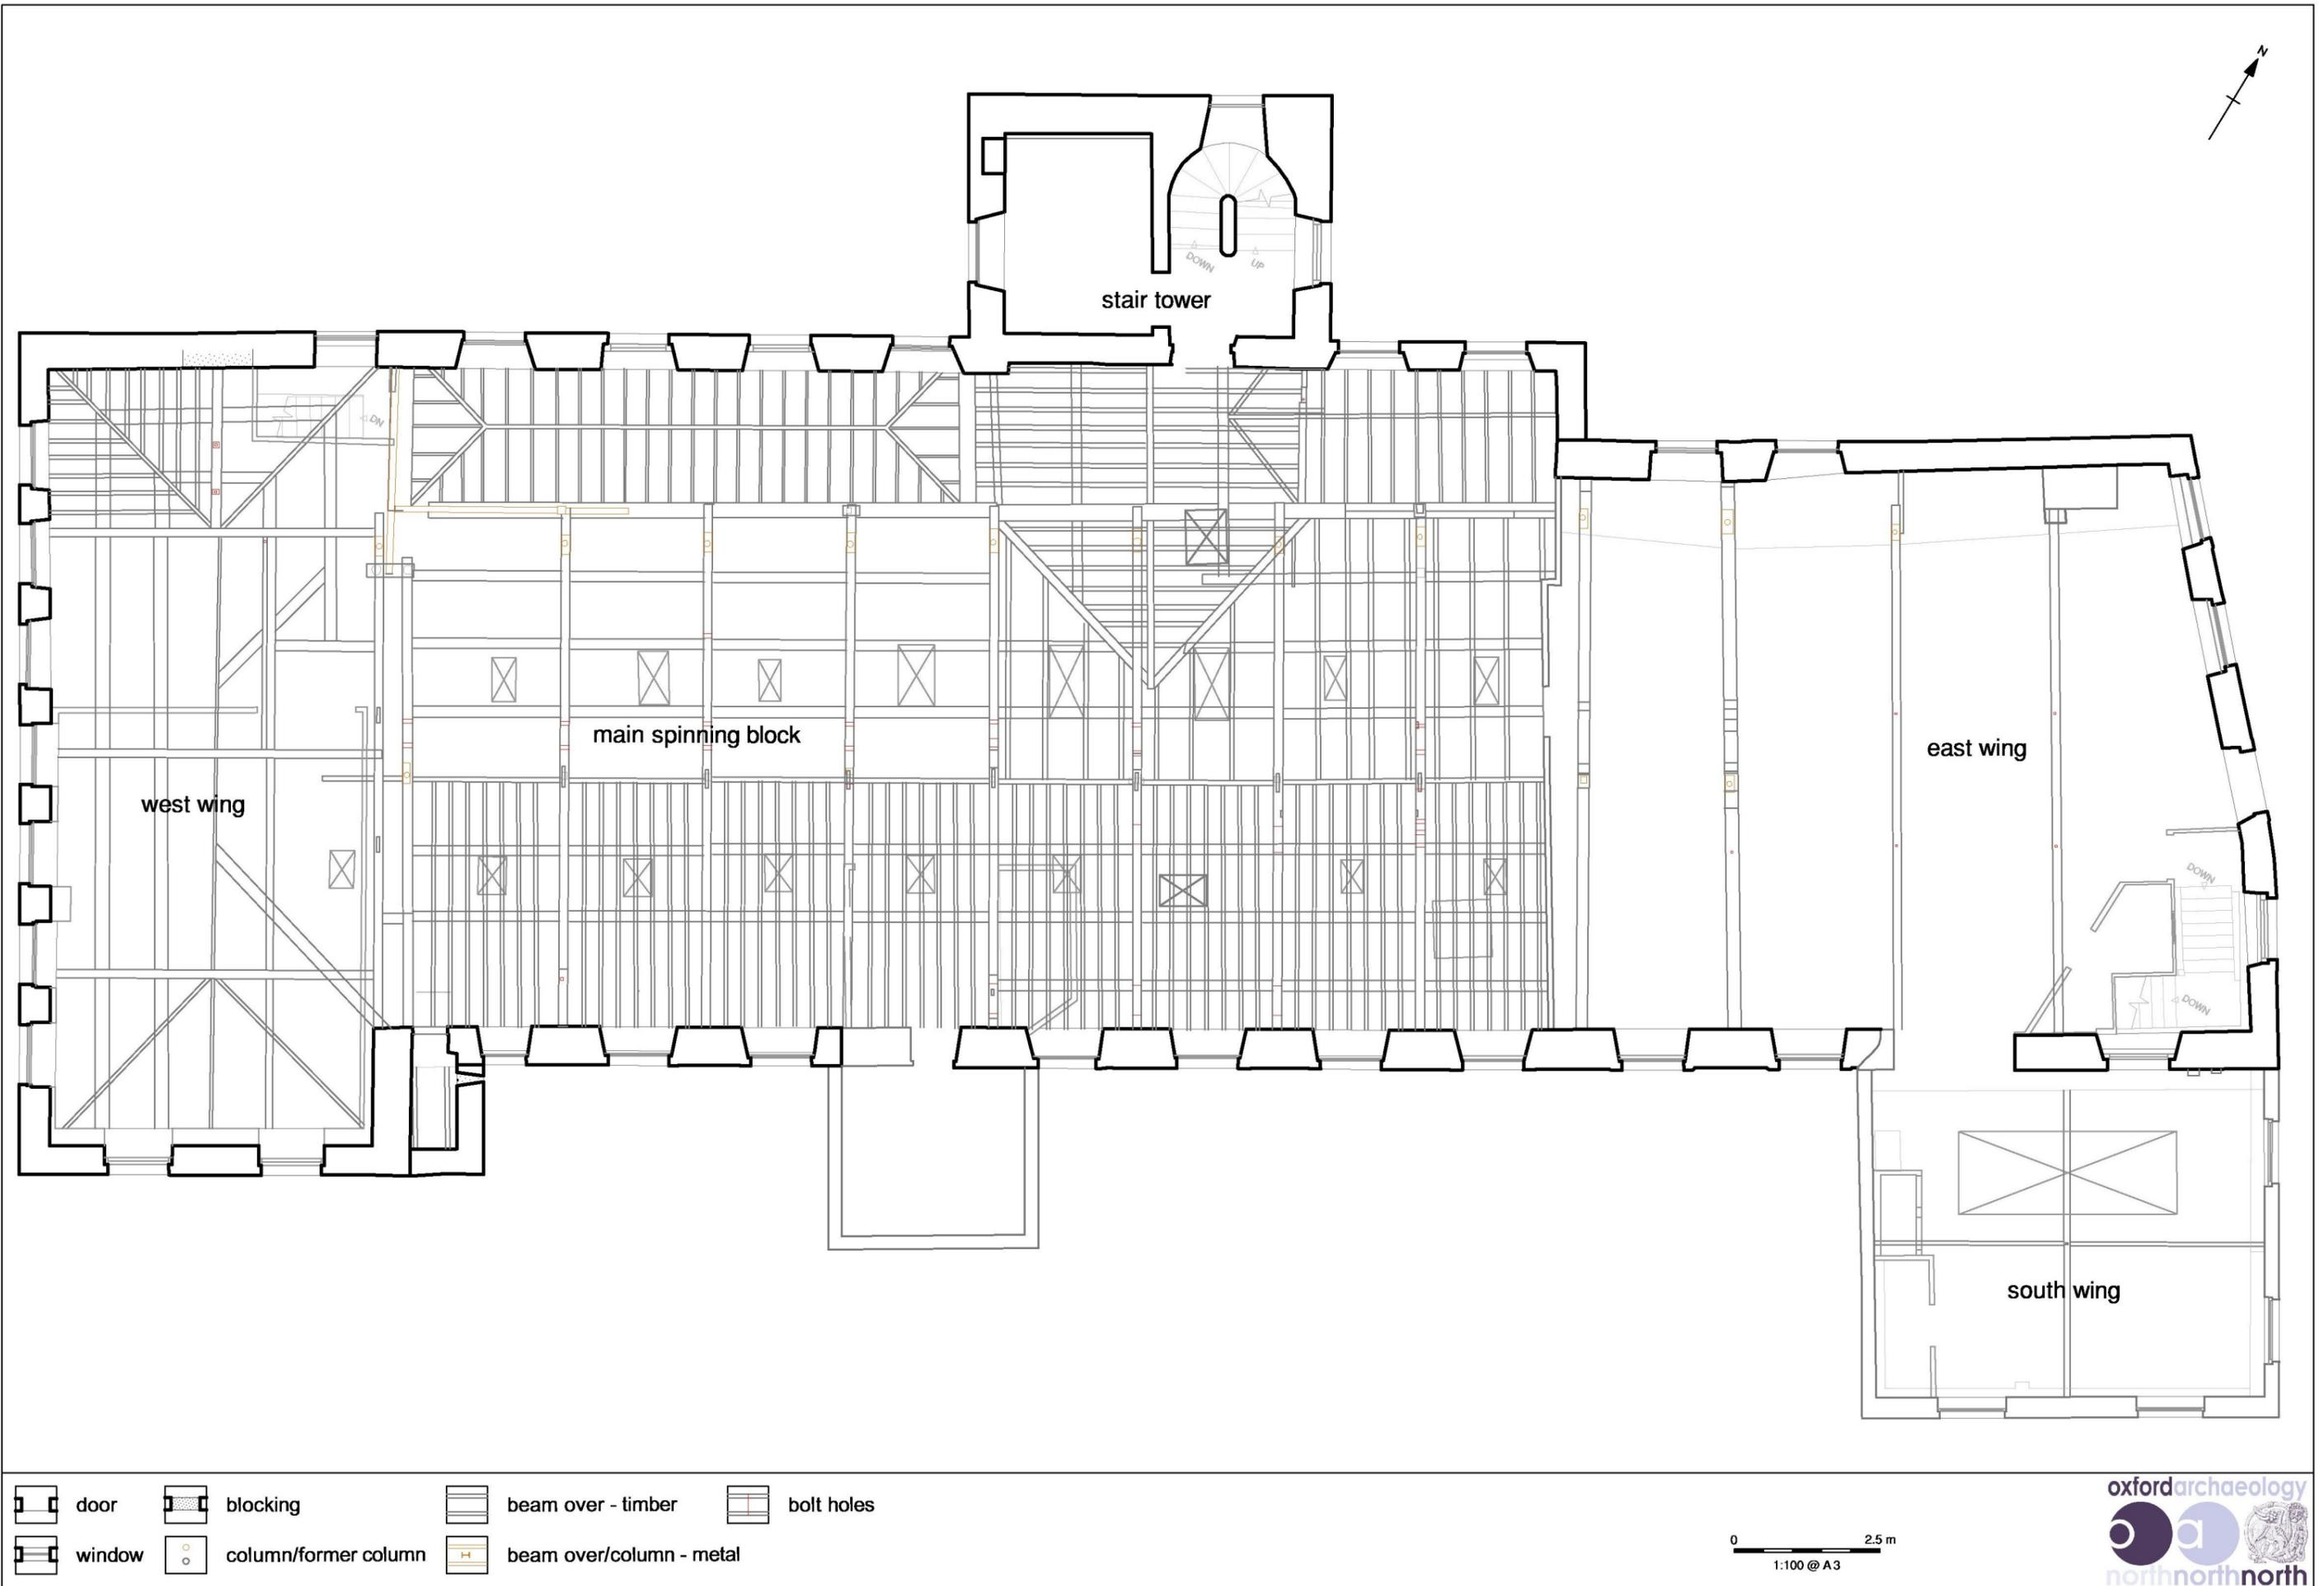 N
DOWN
UP
stair tower
DN
main spinning block
east wing
west wing
DOWN
DOWN
south wing
door
blocking
beam over - timber
bolt holes
window
column/former column
beam over/column - metal
0 2.5 m
1:100 @ A3
oxfordarchaeology
oa
northnorthnorth